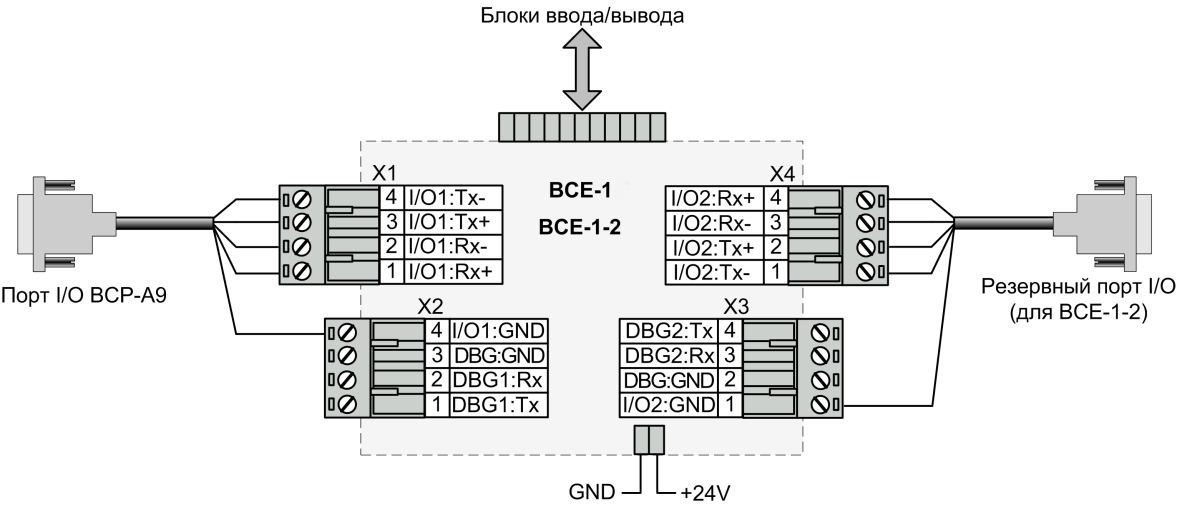 Блоки ввода/вывода
BCE-1
BCE-1-2
X1
4 I/O1:Tx-
3 I/O1:Tx+
2 I/O1:Rx-
1 I/O1:Rx+
X4
I/O2:Rx+ 4
I/O2:Rx- 3
I/O2:Tx+ 2
I/O2:Tx- 1
Порт I/O BCP-A9
Резервный порт I/O
(для BCE-1-2)
X2
4 I/O1:GND
3 DBG:GND
2 DBG1:Rx
1 DBG1:Tx
X3
DBG2:Tx 4
DBG2:Rx 3
DBG:GND 2
I/O2:GND 1
GND
+24V